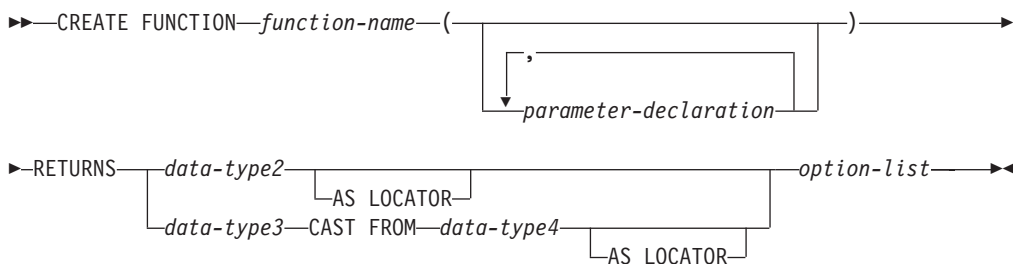 CREATE FUNCTION function-name ( )
,
parameter-declaration
RETURNS data-type2 option-list
AS LOCATOR
data-type3 CAST FROM data-type4
AS LOCATOR